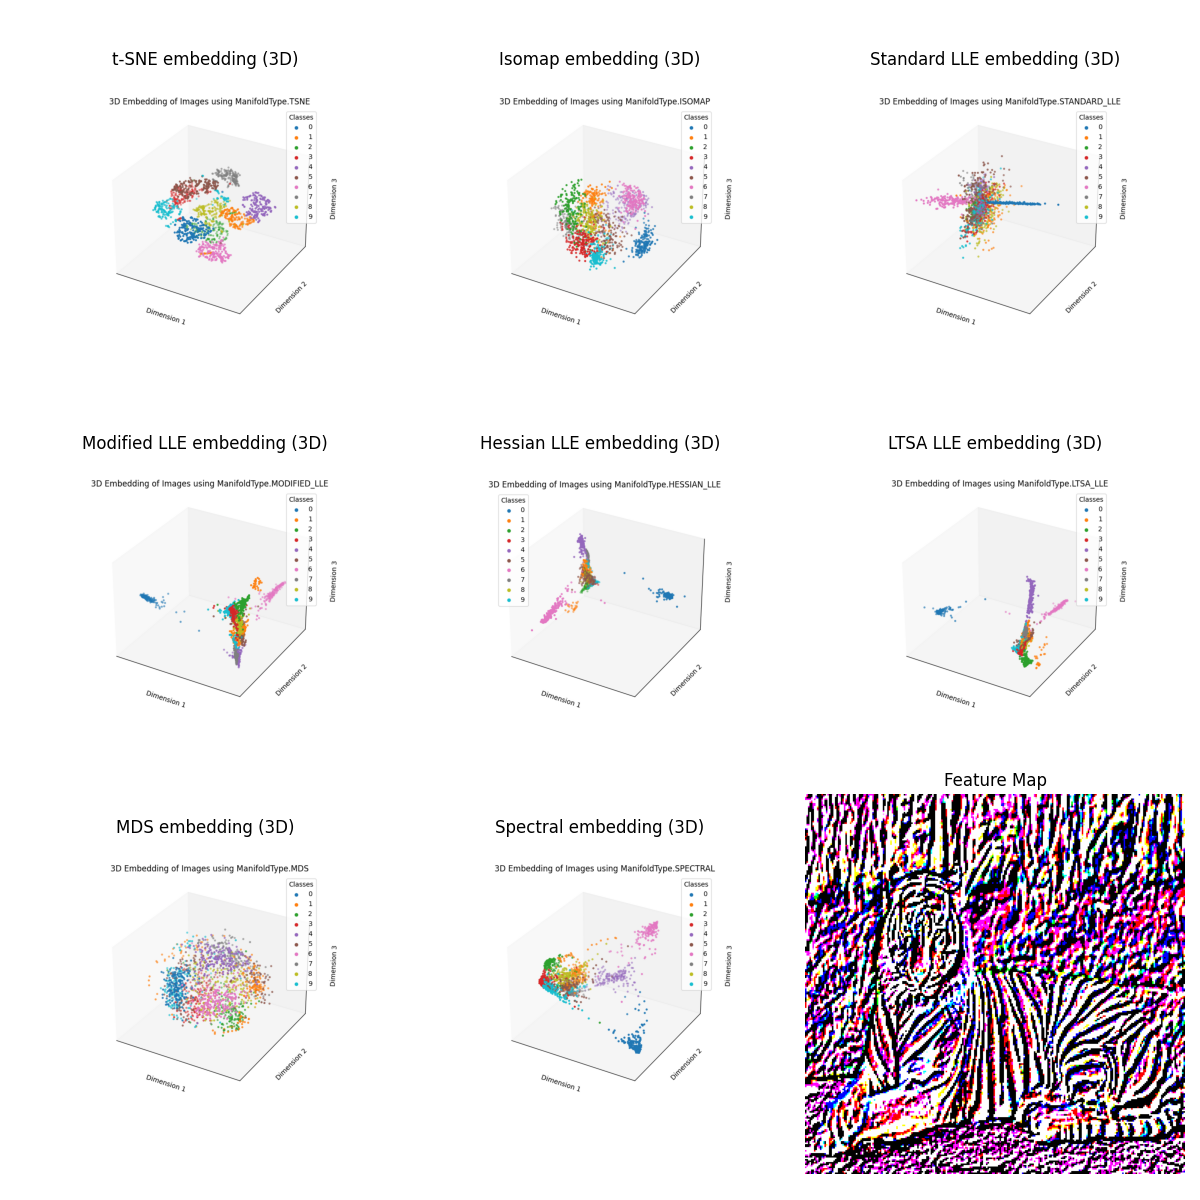 t-SNE embedding (3D)
3D Embedding of Images using ManifoldType.TSNE
Classes
0
1
2
3
4
5
6
7
8
9
Dimension 3
Dimension 2
Dimension 1
Isomap embedding (3D)
3D Embedding of Images using ManifoldType.ISOMAP
Classes
0
1
2
3
4
5
6
7
8
9
Dimension 3
Dimension 2
Dimension 1
Standard LLE embedding (3D)
3D Embedding of Images using ManifoldType.STANDARD_LLE
Classes
0
1
2
3
4
5
6
7
8
9
Dimension 3
Dimension 2
Dimension 1
Modified LLE embedding (3D)
3D Embedding of Images using ManifoldType.MODIFIED_LLE
Classes
0
1
2
3
4
5
6
7
8
9
Dimension 3
Dimension 2
Dimension 1
Hessian LLE embedding (3D)
3D Embedding of Images using ManifoldType.HESSIAN_LLE
Classes
0
1
2
3
4
5
6
7
8
9
Dimension 3
Dimension 2
Dimension 1
LTSA LLE embedding (3D)
3D Embedding of Images using ManifoldType.LTSA_LLE
Classes
0
1
2
3
4
5
6
7
8
9
Dimension 3
Dimension 2
Dimension 1
MDS embedding (3D)
3D Embedding of Images using ManifoldType.MDS
Classes
0
1
2
3
4
5
6
7
8
9
Dimension 3
Dimension 2
Dimension 1
Spectral embedding (3D)
3D Embedding of Images using ManifoldType.SPECTRAL
Classes
0
1
2
3
4
5
6
7
8
9
Dimension 3
Dimension 2
Dimension 1
Feature Map